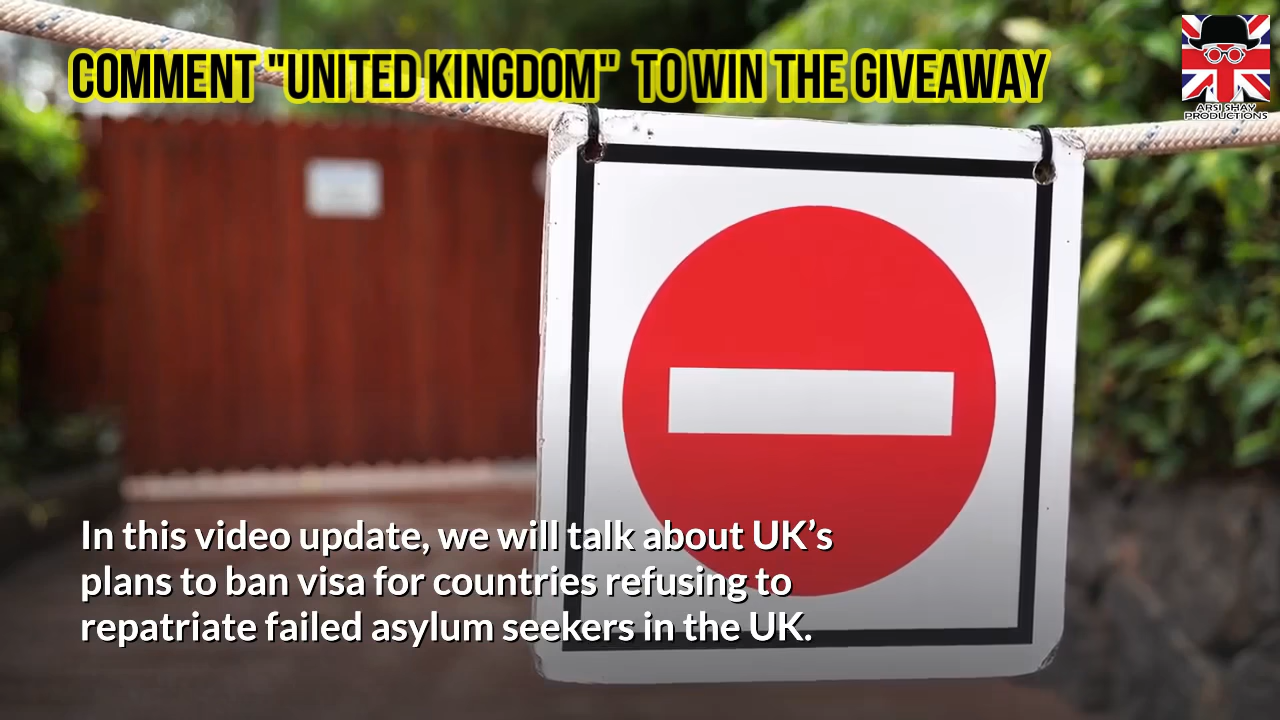 COMMENT "UNITED KINGDOM" TO WIN THE GIVEAWAY
ARSI SHAY
PRODUCTIONS
In this video update, we will talk about UK’s
plans to ban visa for countries refusing to
repatriate failed asylum seekers in the UK.